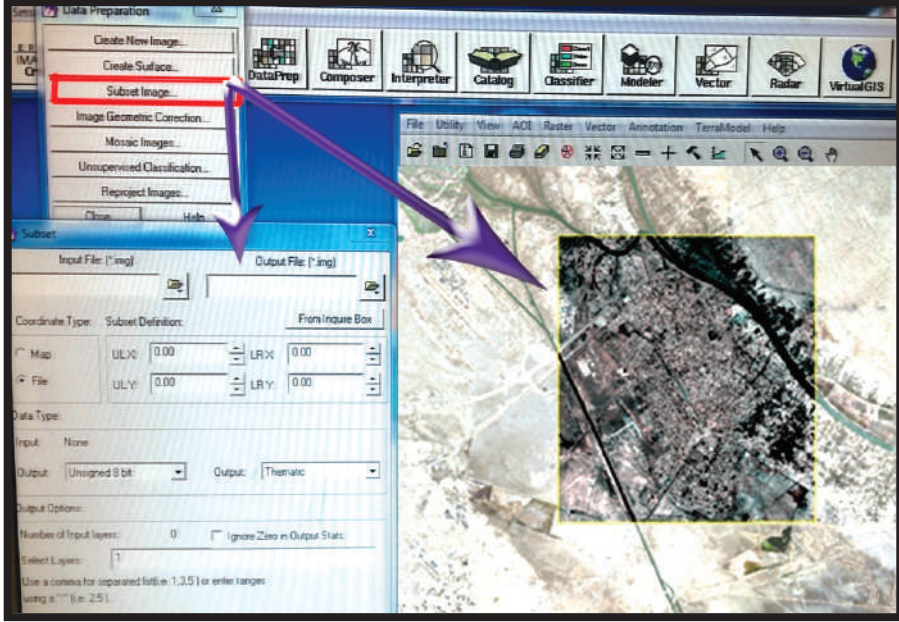 Data Preparation
Create New Image...
Create Surface...
Subset Image...
Image Geometric Correction...
Mosaic Images...
Unsupervised Classification...
Reproject Images...
Close
Help
DataPrep
Composer
Interpreter
Catalog
Classifier
Modeler
Vector
Radar
VirtualGIS
File Utility View AOI Raster Vector Annotation TerraModel Help
Subset
Input File: (*.img)
Output File: (*.img)
Coordinate Type:
Subset Definition:
From Inquire Box
Map
ULX: 0.00
LRX: 0.00
File
ULY: 0.00
LRY: 0.00
Data Type:
Input: None
Output: Unsigned 8 bit
Output: Thematic
Output Options:
Number of Input layers: 0
Ignore Zero in Output Stats.
Select Layers: 1
Use a comma for separated list(i.e. 1,3,5 ) or enter ranges
using a ":" (i.e. 2:5 ).